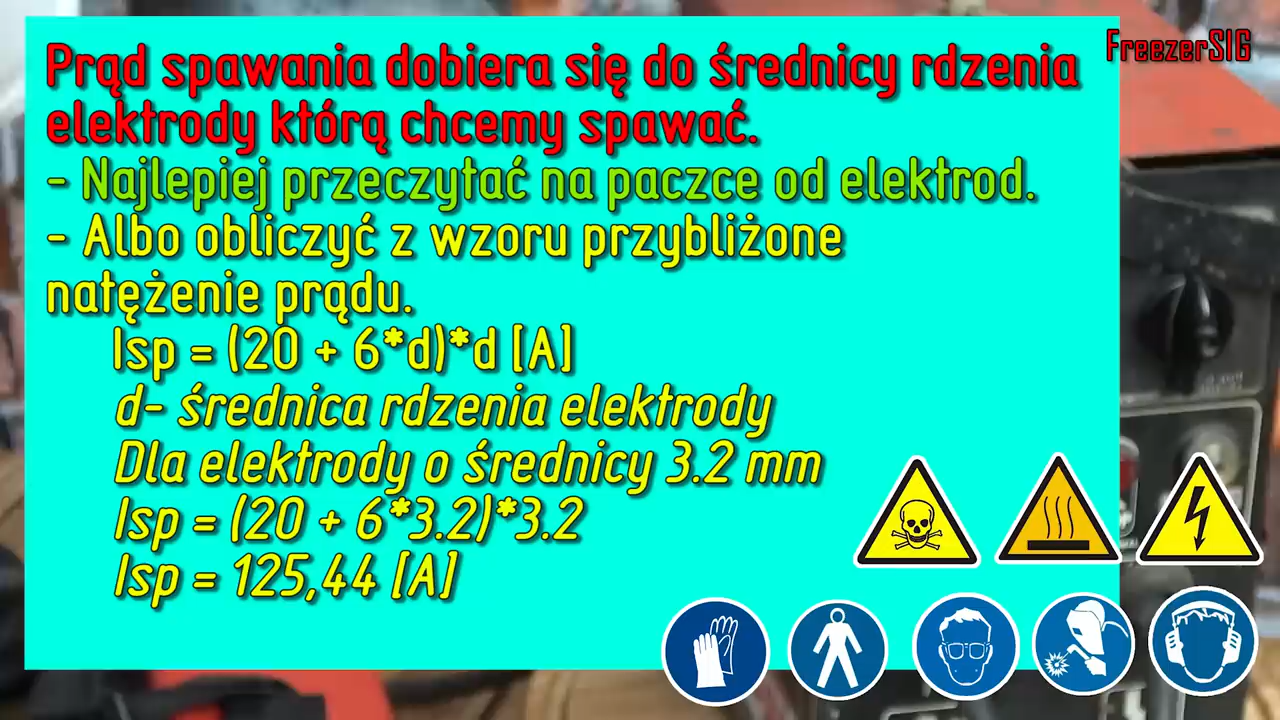 Prąd spawania dobiera się do średnicy rdzenia
FreezerSIG
elektrody którą chcemy spawać.
- Najlepiej przeczytać na paczce od elektrod.
- Albo obliczyć z wzoru przybliżone
natężenie prądu.
Isp = (20 + 6*d)*d [A]
d- średnica rdzenia elektrody
Dla elektrody o średnicy 3.2 mm
Isp = (20 + 6*3.2)*3.2
Isp = 125,44 [A]